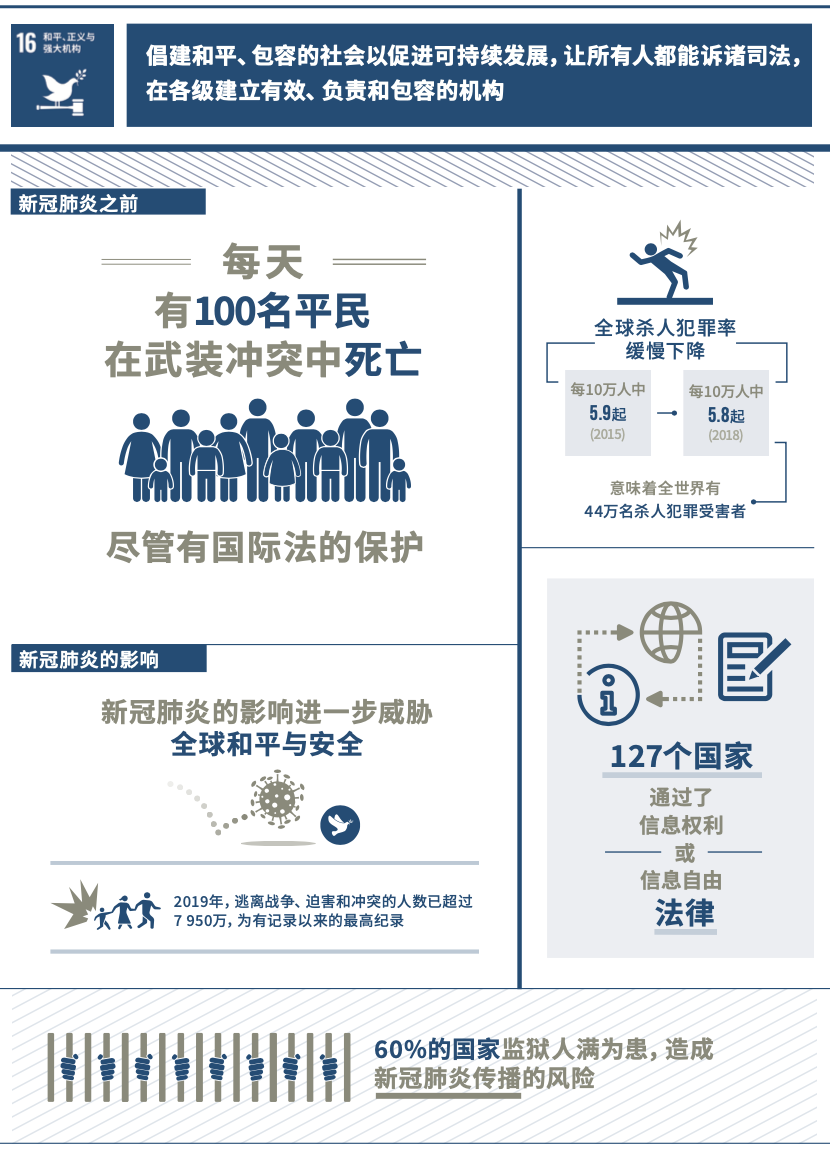 16 和平、正义与
强大机构
倡建和平、包容的社会以促进可持续发展，让所有人都能诉诸司法，
在各级建立有效、负责和包容的机构
新冠肺炎之前
每天
有100名平民
在武装冲突中死亡
尽管有国际法的保护
全球杀人犯罪率
缓慢下降
每10万人中
5.9起
(2015)
每10万人中
5.8起
(2018)
意味着全世界有
44万名杀人犯罪受害者
新冠肺炎的影响
新冠肺炎的影响进一步威胁
全球和平与安全
2019年，逃离战争、迫害和冲突的人数已超过
7 950万，为有记录以来的最高纪录
127个国家
通过了
信息权利
或
信息自由
法律
60%的国家监狱人满为患，造成
新冠肺炎传播的风险